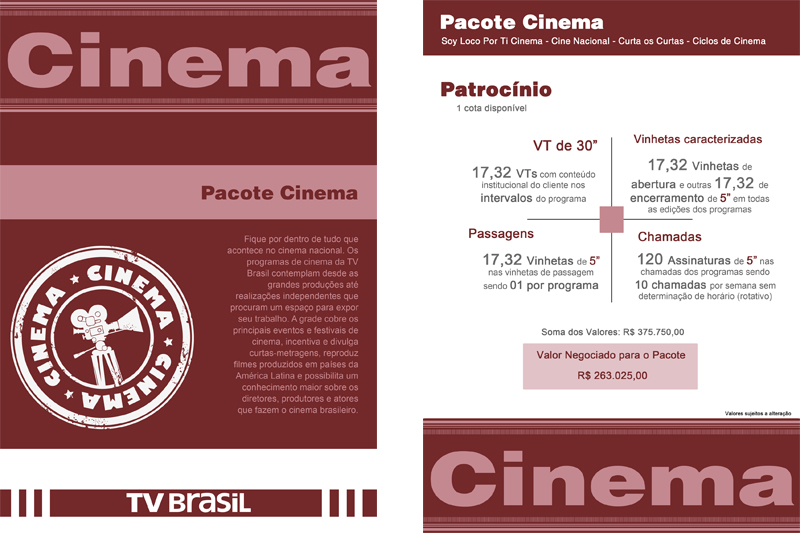 Cinema
Pacote Cinema
Fique por dentro de tudo que
acontece no cinema nacional. Os
programas de cinema da TV
Brasil contemplam desde as
grandes produções até
realizações independentes que
procuram um espaço para expor
seu trabalho. A grade cobre os
principais eventos e festivais de
cinema, incentiva e divulga
curtas-metragens, reproduz
filmes produzidos em países da
América Latina e possibilita um
conhecimento maior sobre os
diretores, produtores e atores
que fazem o cinema brasileiro.
CINEMA ★ CINEMA ★ CINEMA ★ CINEMA ★
TV BRASIL
Pacote Cinema
Soy Loco Por Ti Cinema - Cine Nacional - Curta os Curtas - Ciclos de Cinema
Patrocínio
1 cota disponível
VT de 30”
17,32 VTs com conteúdo
institucional do cliente nos
intervalos do programa
Vinhetas caracterizadas
17,32 Vinhetas de
abertura e outras 17,32 de
encerramento de 5” em todas
as edições dos programas
Passagens
17,32 Vinhetas de 5”
nas vinhetas de passagem
sendo 01 por programa
Chamadas
120 Assinaturas de 5” nas
chamadas dos programas sendo
10 chamadas por semana sem
determinação de horário (rotativo)
Soma dos Valores: R$ 375.750,00
Valor Negociado para o Pacote
R$ 263.025,00
Valores sujeitos a alteração
Cinema